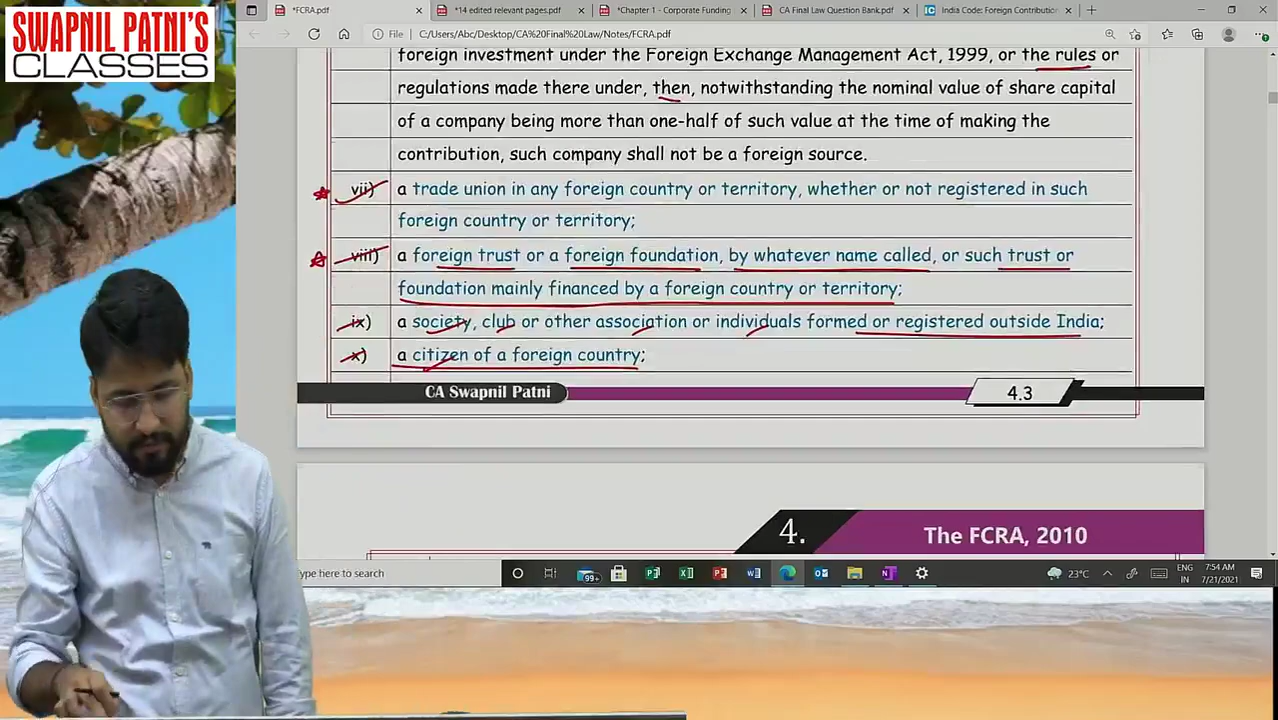 SWAPNIL PATNI'S
CLASSES
*FCRA.pdf
*14 edited relevant pages.pdf
*Chapter 1 - Corporate Funding
CA Final Law Question Bank.pdf
India Code: Foreign Contribution
File
C:/Users/Abc/Desktop/CA%20Final%20Law/Notes/FCRA.pdf
foreign investment under the Foreign Exchange Management Act, 1999, or the rules or
regulations made there under, then, notwithstanding the nominal value of share capital
of a company being more than one-half of such value at the time of making the
contribution, such company shall not be a foreign source.
vii) a trade union in any foreign country or territory, whether or not registered in such
foreign country or territory;
viii) a foreign trust or a foreign foundation, by whatever name called, or such trust or
foundation mainly financed by a foreign country or territory;
ix) a society, club or other association or individuals formed or registered outside India;
x) a citizen of a foreign country;
CA Swapnil Patni
4.3
4.
The FCRA, 2010
ype here to search
99+
23°C
ENG
IN
7:54 AM
7/21/2021